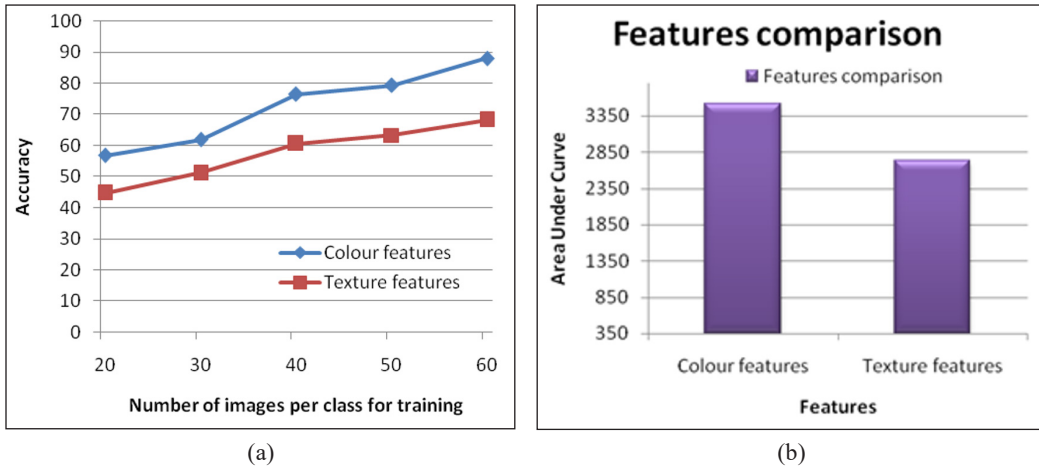 100
90
80
70
60
50
40
30
20
10
0
Accuracy
Colour features
Texture features
20 30 40 50 60
Number of images per class for training
(a)
Features comparison
Features comparison
3350
2850
2350
1850
1350
850
350
Area Under Curve
Colour features Texture features
Features
(b)